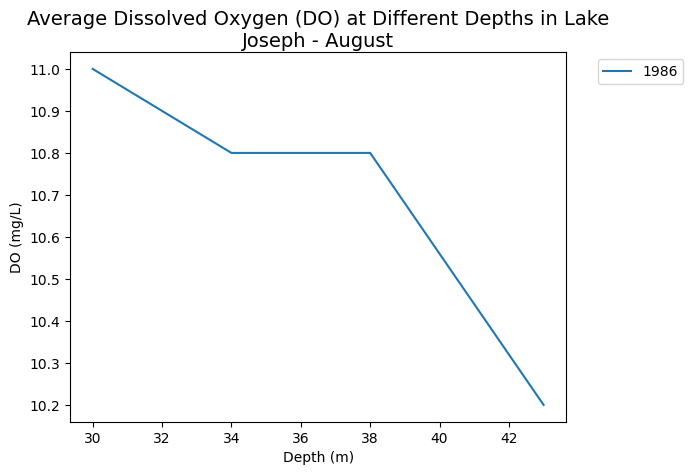 Average Dissolved Oxygen (DO) at Different Depths in Lake
Joseph - August
1986
11.0
10.9
10.8
10.7
10.6
10.5
10.4
10.3
10.2
DO (mg/L)
30 32 34 36 38 40 42
Depth (m)